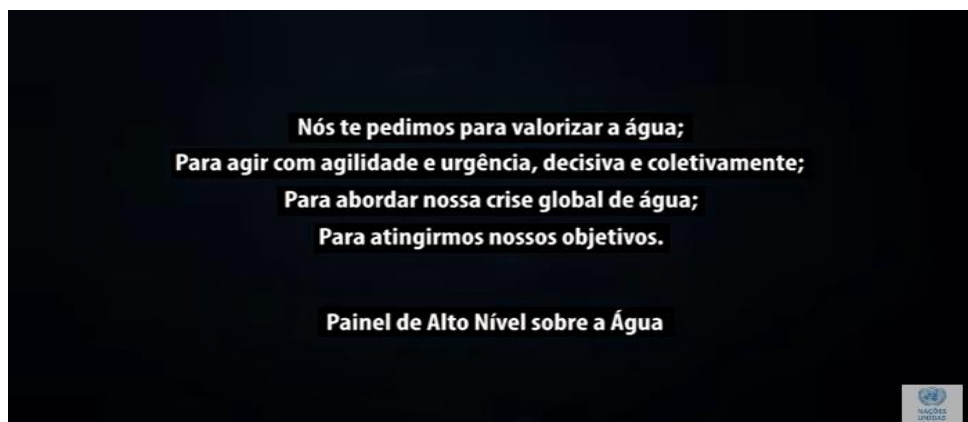 Nós te pedimos para valorizar a água;
Para agir com agilidade e urgência, decisiva e coletivamente;
Para abordar nossa crise global de água;
Para atingirmos nossos objetivos.
Painel de Alto Nível sobre a Água
NAÇÕES
UNIDAS